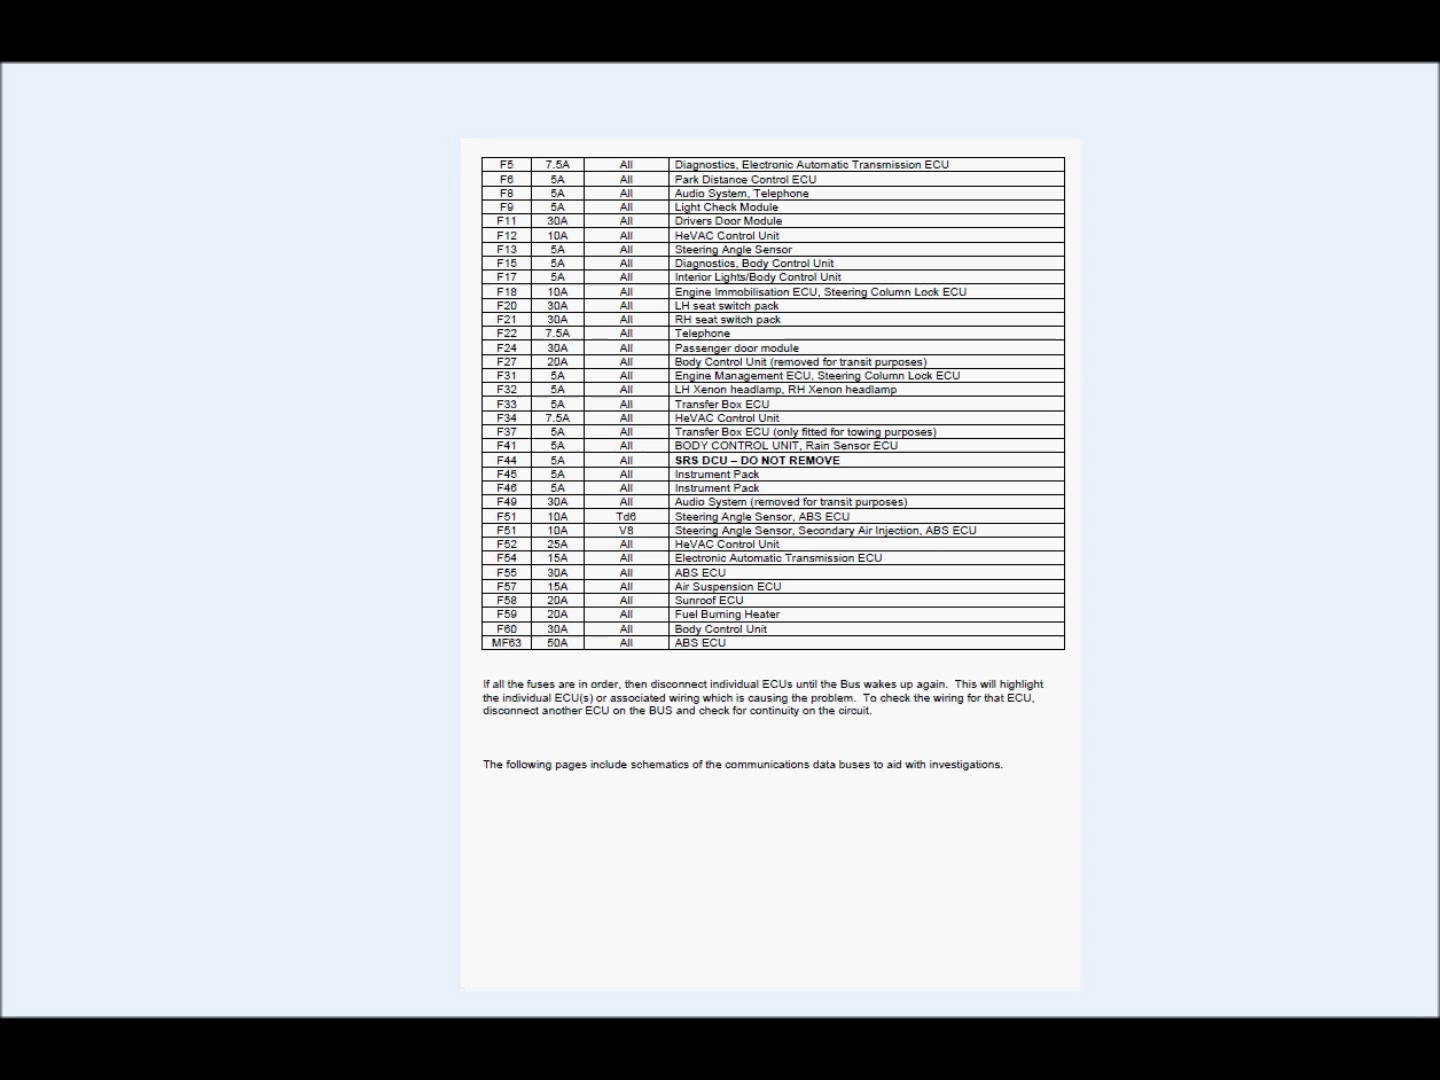 F5 7.5A All Diagnostics, Electronic Automatic Transmission ECU
F6 5A All Park Distance Control ECU
F8 5A All Audio System, Telephone
F9 5A All Light Check Module
F11 30A All Drivers Door Module
F12 10A All HeVAC Control Unit
F13 5A All Steering Angle Sensor
F15 5A All Diagnostics, Body Control Unit
F17 5A All Interior Lights/Body Control Unit
F18 10A All Engine Immobilisation ECU, Steering Column Lock ECU
F20 30A All LH seat switch pack
F21 30A All RH seat switch pack
F22 7.5A All Telephone
F24 30A All Passenger door module
F27 20A All Body Control Unit (removed for transit purposes)
F31 5A All Engine Management ECU, Steering Column Lock ECU
F32 5A All LH Xenon headlamp, RH Xenon headlamp
F33 5A All Transfer Box ECU
F34 7.5A All HeVAC Control Unit
F37 5A All Transfer Box ECU (only fitted for towing purposes)
F41 5A All BODY CONTROL UNIT, Rain Sensor ECU
F44 5A All SRS DCU – DO NOT REMOVE
F45 5A All Instrument Pack
F46 5A All Instrument Pack
F49 30A All Audio System (removed for transit purposes)
F51 10A Td6 Steering Angle Sensor, ABS ECU
F51 10A V8 Steering Angle Sensor, Secondary Air Injection, ABS ECU
F52 25A All HeVAC Control Unit
F54 15A All Electronic Automatic Transmission ECU
F55 30A All ABS ECU
F57 15A All Air Suspension ECU
F58 20A All Sunroof ECU
F59 20A All Fuel Burning Heater
F60 30A All Body Control Unit
MF63 50A All ABS ECU
If all the fuses are in order, then disconnect individual ECUs until the Bus wakes up again. This will highlight
the individual ECU(s) or associated wiring which is causing the problem. To check the wiring for that ECU,
disconnect another ECU on the BUS and check for continuity on the circuit.
The following pages include schematics of the communications data buses to aid with investigations.